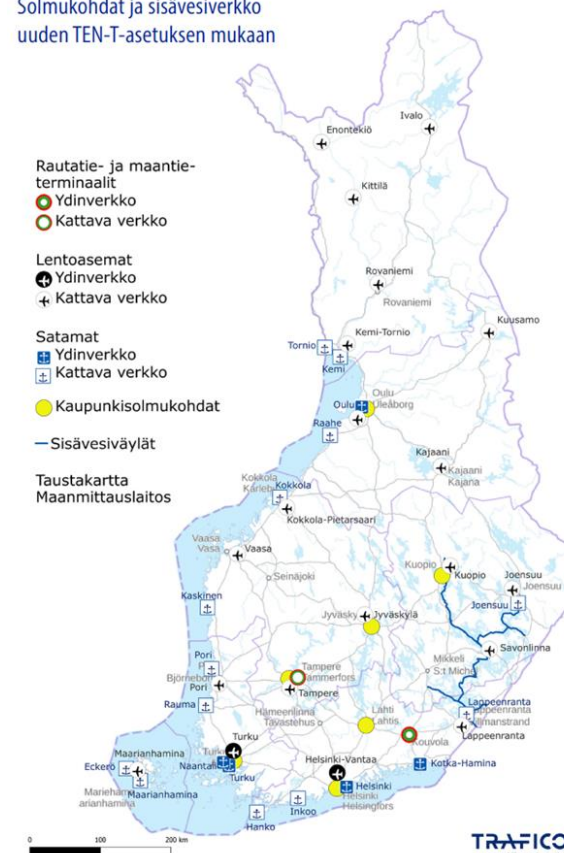 Solmukohdat ja sisävesiverkko
uuden TEN-T-asetuksen mukaan
Rautatie- ja maantie-
terminaalit
Ydinverkko
Kattava verkko
Lentoasemat
Ydinverkko
Kattava verkko
Satamat
Ydinverkko
Kattava verkko
Kaupunkisolmukohdat
Sisävesiväylät
Taustakartta
Maanmittauslaitos
Ivalo
Enontekiö
Kittilä
Rovaniemi
Rovaniemi
Kuusamo
Kemi-Tornio
Tornio
Kemi
Oulu
Oulu
Uleåborg
Raahe
Kajaani
Kajaani
Kajana
Kokkola
Kokkola
Kokkola-Pietarsaari
Vaasa
Vasa
Vaasa
Seinäjoki
Kuopio
Kuopio
Joensuu
Joensuu
Joensuu
Kaskinen
Jyväskylä
Savonlinna
Mikkeli
Pori
Tampere
Tammerfors
Pori
Tampere
Rauma
Hämeenlinna
Tavastehus
Lahti
Lahtis
Lappeenranta
Lappeenranta
Kouvola
Turku
Helsinki-Vantaa
Kotka-Hamina
Maarianhamina
Eckerö
Turku
Helsinki
Helsinki
Helsingfors
Maarianhamina
Inkoo
Hanko
0 100 200 km
TRAFICOM